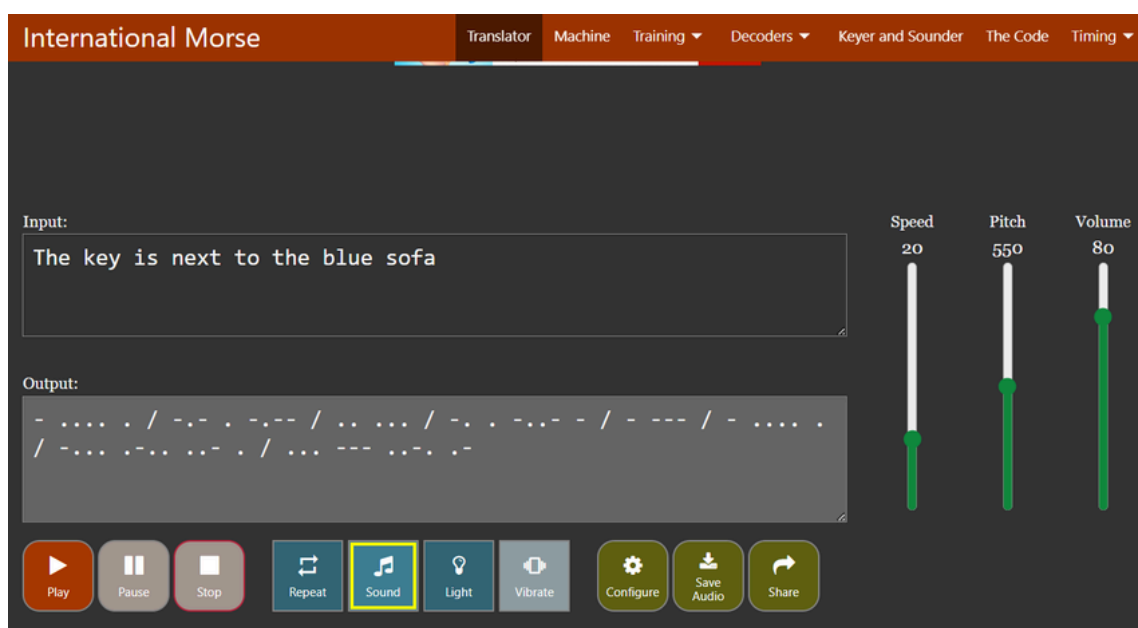 International Morse Translator Machine Training Decoders Keyer and Sounder The Code Timing
Input: Speed Pitch Volume
The key is next to the blue sofa 20 550 80
Output:
- .... . / -.- . -.-- / .. ... / -. . -..- - / - --- / - .... .
/ -... .-.. ..- . / ... --- ..-. .-
Play Pause Stop Repeat Sound Light Vibrate Configure Save Audio Share